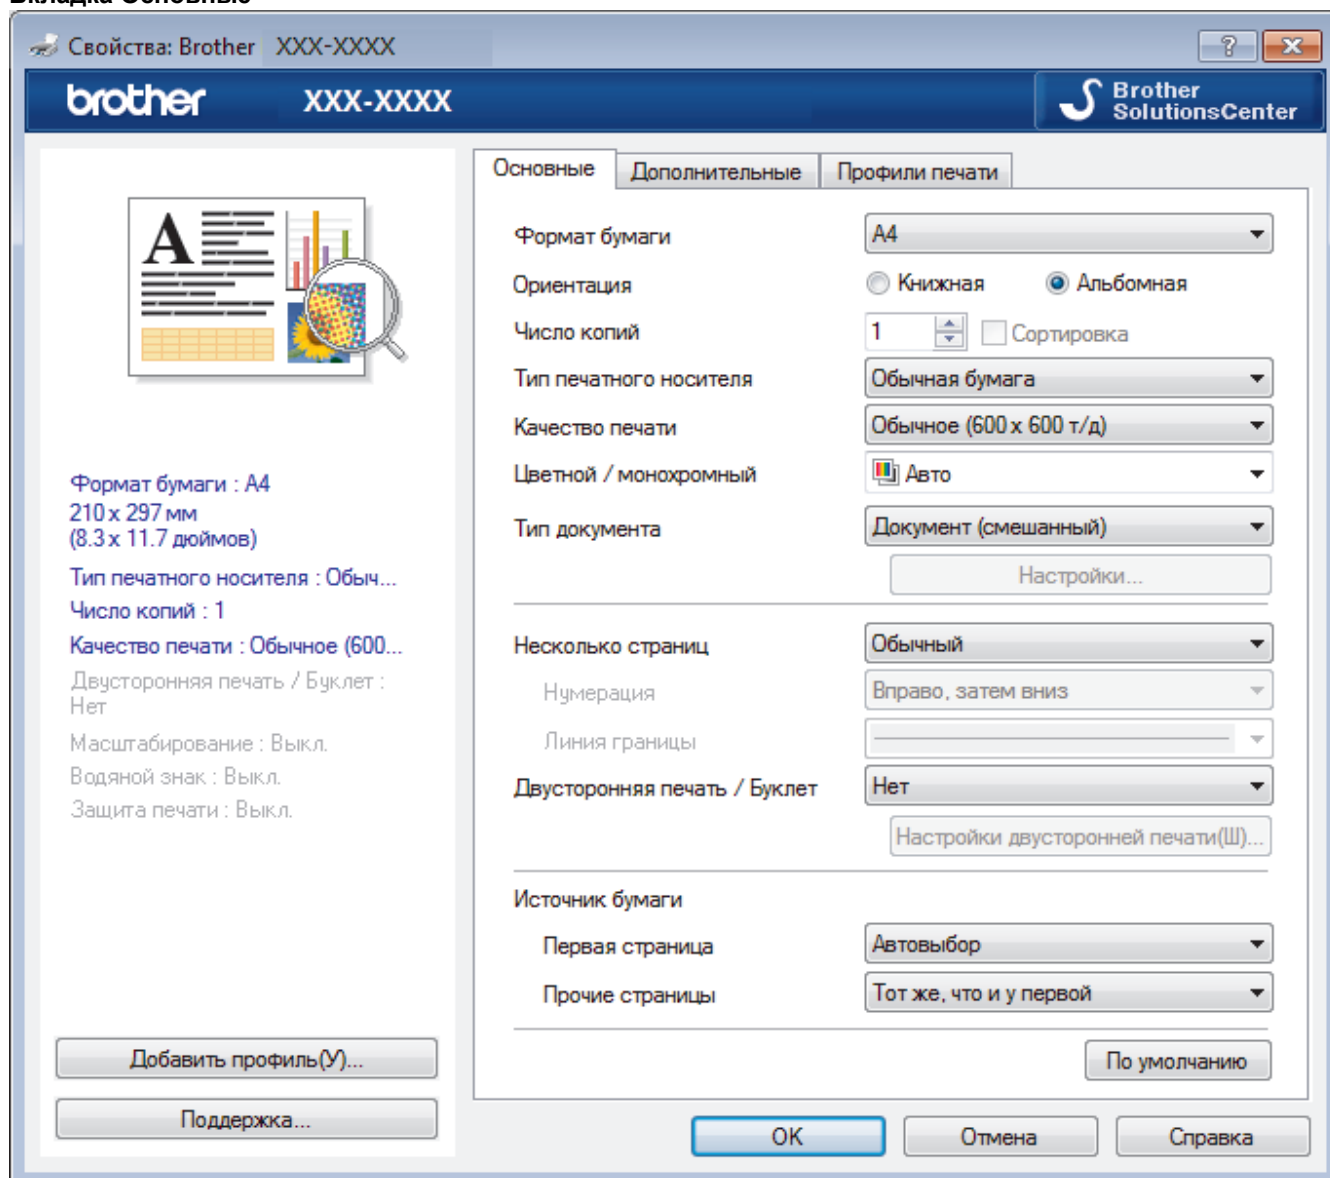 Вкладка Основные
Свойства: Brother XXX-XXXX
brother XXX-XXXX
Brother
SolutionsCenter
Основные Дополнительные Профили печати
A
Формат бумаги A4
Ориентация Книжная Альбомная
Число копий 1 Сортировка
Тип печатного носителя Обычная бумага
Качество печати Обычное (600 x 600 т/д)
Цветной / монохромный Авто
Тип документа Документ (смешанный)
Настройки...
Несколько страниц Обычный
Нумерация Вправо, затем вниз
Линия границы
Двусторонняя печать / Буклет Нет
Настройки двусторонней печати(Ш)...
Источник бумаги
Первая страница Автовыбор
Прочие страницы Тот же, что и у первой
По умолчанию
Формат бумаги : A4
210 x 297 мм
(8.3 x 11.7 дюймов)
Тип печатного носителя : Обыч...
Число копий : 1
Качество печати : Обычное (600...
Двусторонняя печать / Буклет :
Нет
Масштабирование : Выкл.
Водяной знак : Выкл.
Защита печати : Выкл.
Добавить профиль(У)...
Поддержка...
OK Отмена Справка